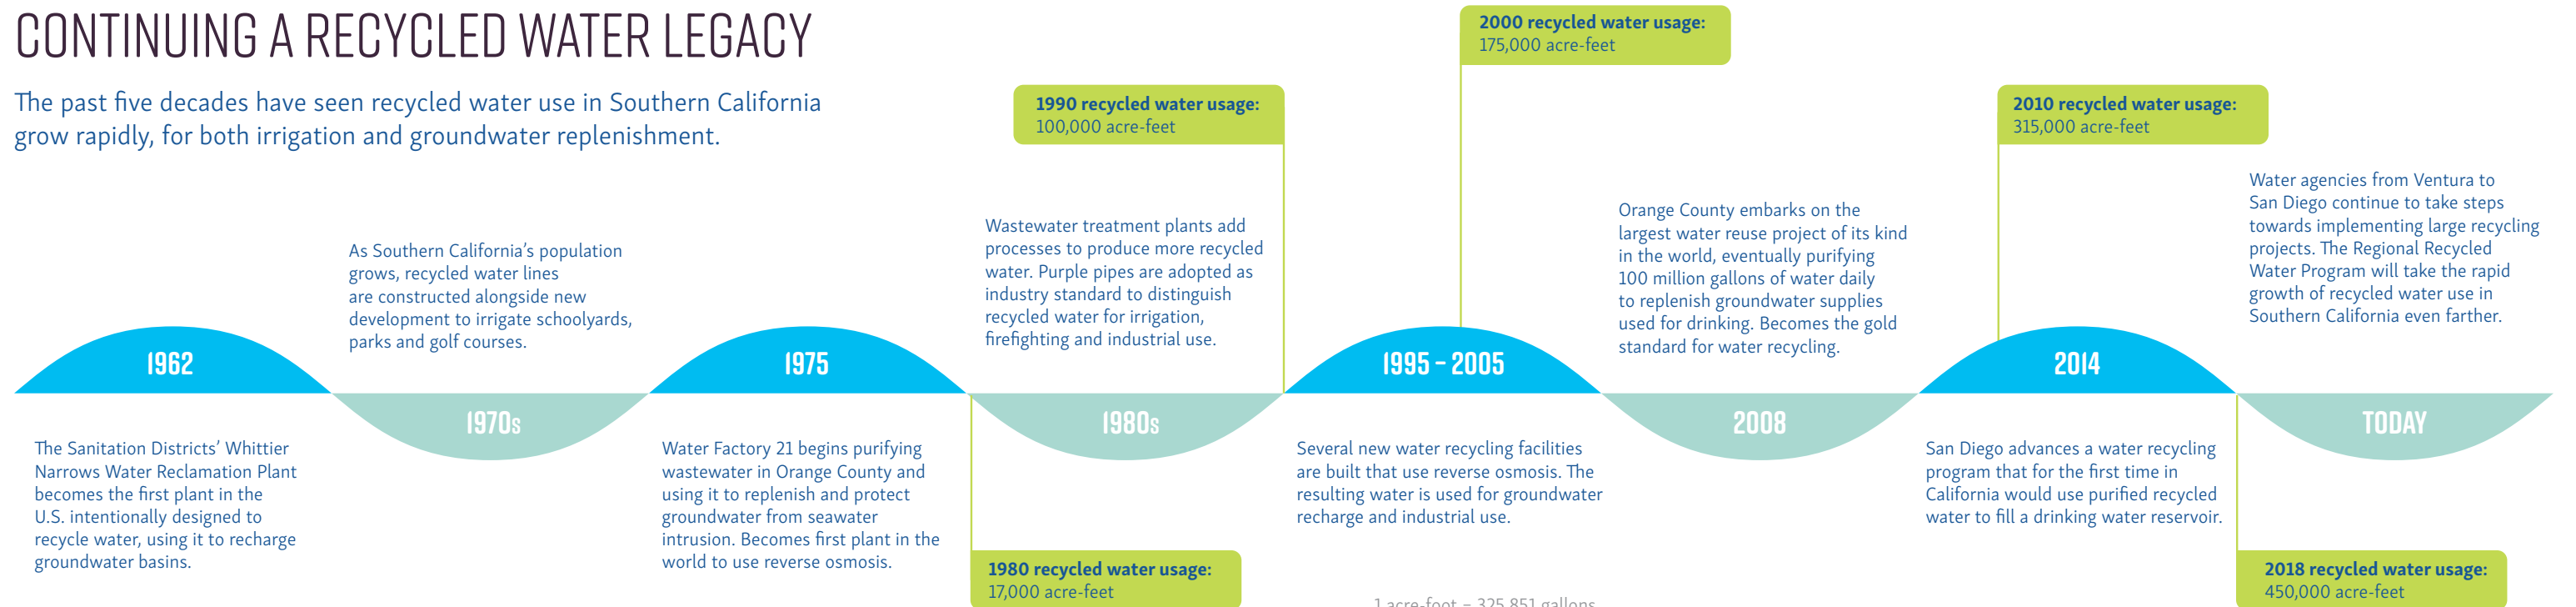 CONTINUING A RECYCLED WATER LEGACY
The past five decades have seen recycled water use in Southern California
grow rapidly, for both irrigation and groundwater replenishment.
1962
The Sanitation Districts’ Whittier
Narrows Water Reclamation Plant
becomes the first plant in the
U.S. intentionally designed to
recycle water, using it to recharge
groundwater basins.
As Southern California’s population
grows, recycled water lines
are constructed alongside new
development to irrigate schoolyards,
parks and golf courses.
1970s
1975
Water Factory 21 begins purifying
wastewater in Orange County and
using it to replenish and protect
groundwater from seawater
intrusion. Becomes first plant in the
world to use reverse osmosis.
1980 recycled water usage:
17,000 acre-feet
Wastewater treatment plants add
processes to produce more recycled
water. Purple pipes are adopted as
industry standard to distinguish
recycled water for irrigation,
firefighting and industrial use.
1980s
1990 recycled water usage:
100,000 acre-feet
1995 – 2005
Several new water recycling facilities
are built that use reverse osmosis. The
resulting water is used for groundwater
recharge and industrial use.
2000 recycled water usage:
175,000 acre-feet
Orange County embarks on the
largest water reuse project of its kind
in the world, eventually purifying
100 million gallons of water daily
to replenish groundwater supplies
used for drinking. Becomes the gold
standard for water recycling.
2008
2010 recycled water usage:
315,000 acre-feet
2014
San Diego advances a water recycling
program that for the first time in
California would use purified recycled
water to fill a drinking water reservoir.
2018 recycled water usage:
450,000 acre-feet
Water agencies from Ventura to
San Diego continue to take steps
towards implementing large recycling
projects. The Regional Recycled
Water Program will take the rapid
growth of recycled water use in
Southern California even farther.
TODAY
1 acre-foot = 325,851 gallons